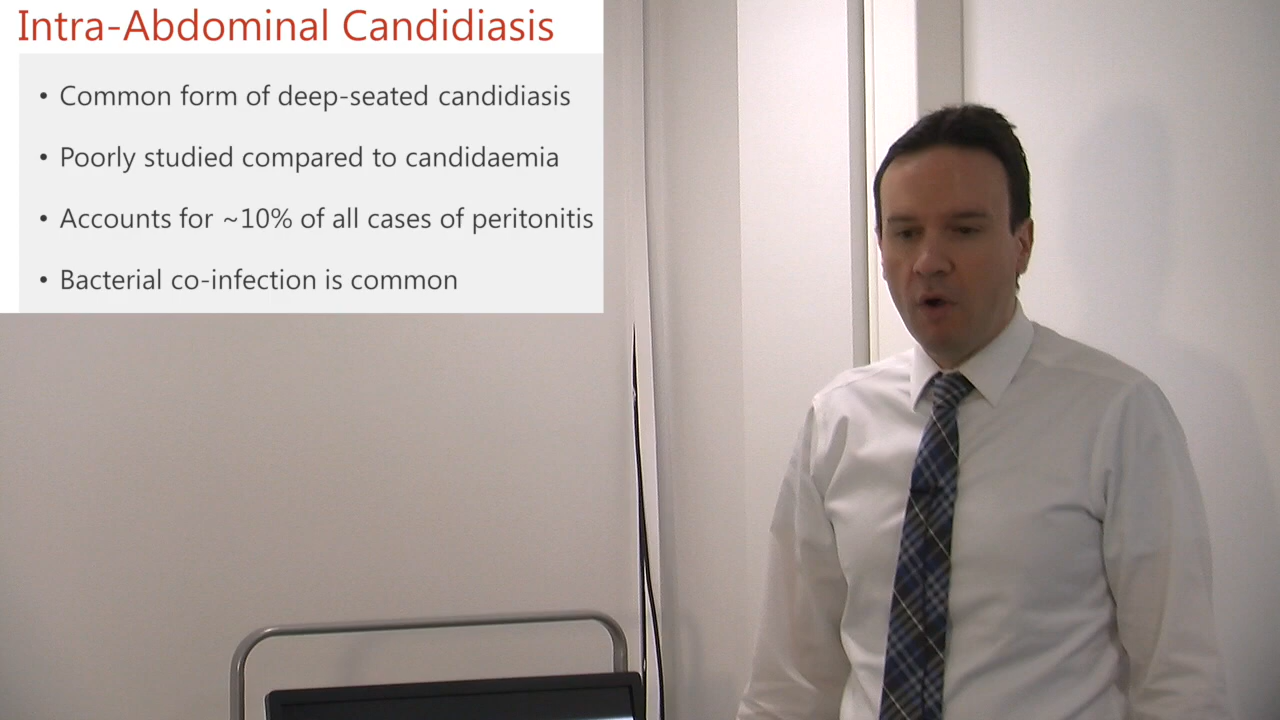 Intra-Abdominal Candidiasis
• Common form of deep-seated candidiasis
• Poorly studied compared to candidaemia
• Accounts for ~10% of all cases of peritonitis
• Bacterial co-infection is common